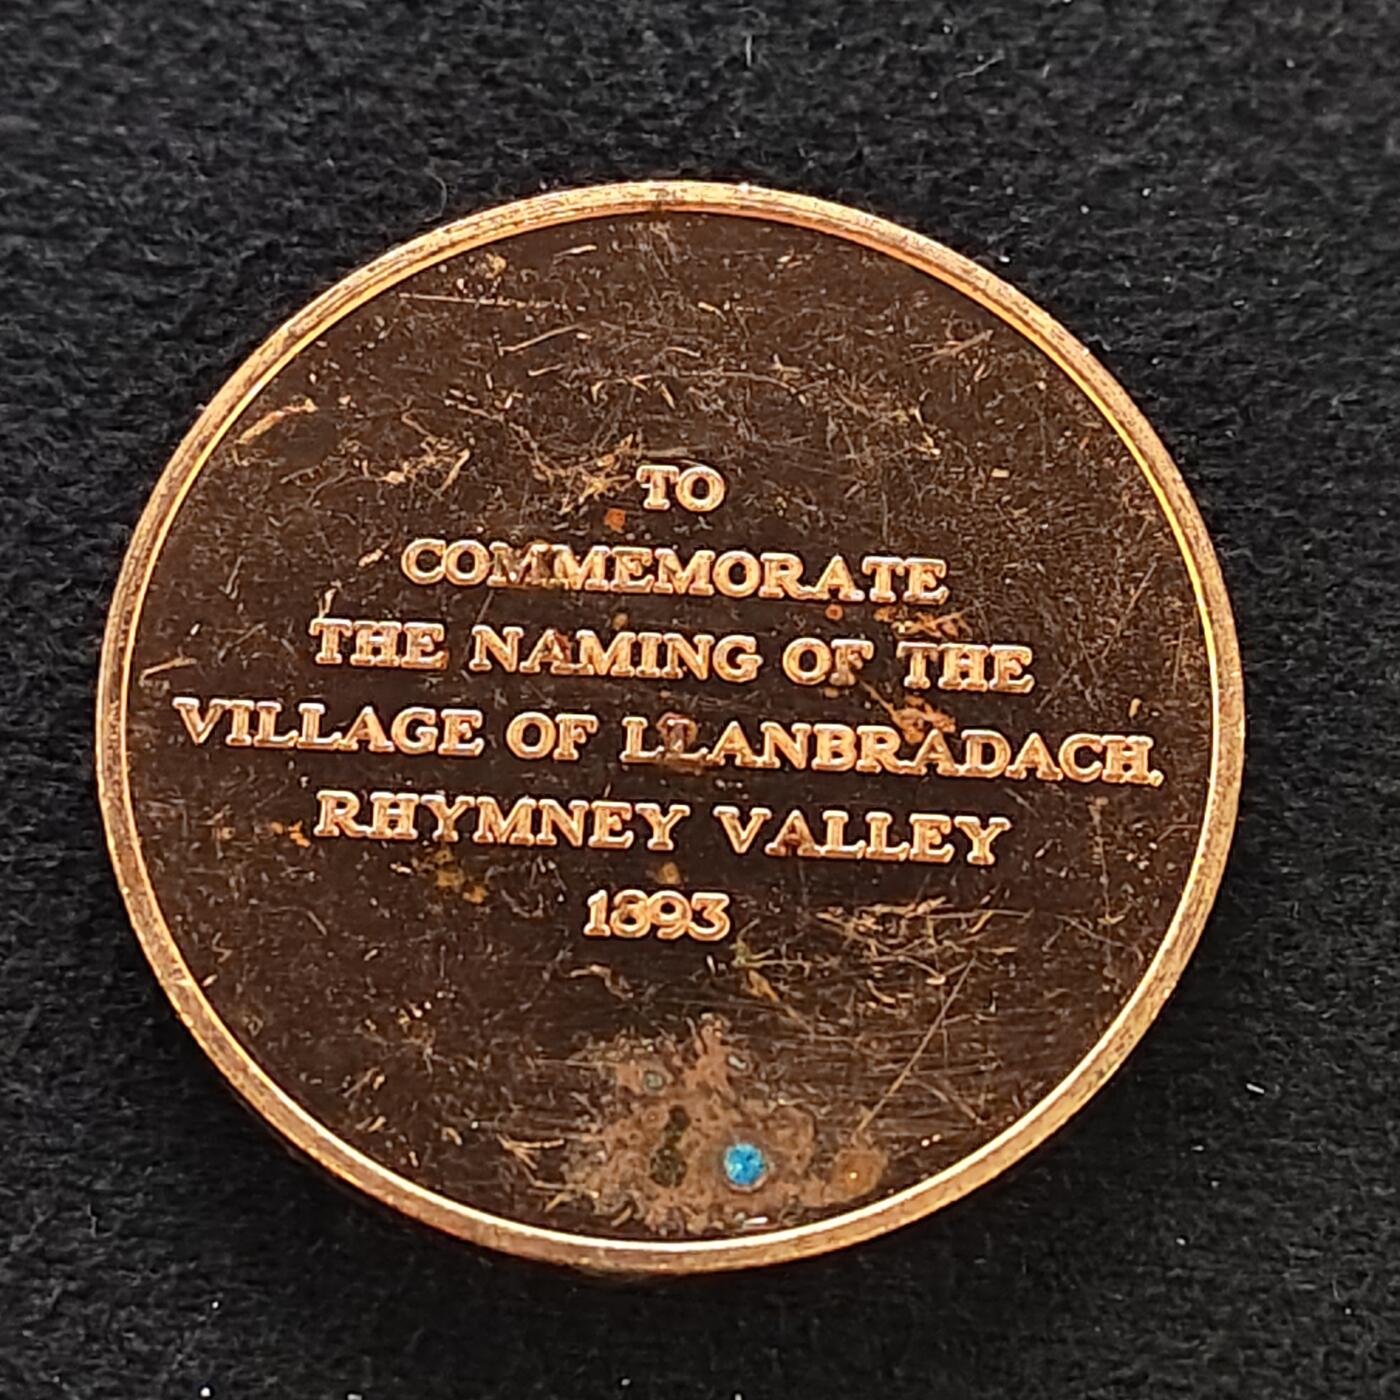 TO
COMMEMORATE
THE NAMING OF THE
VILLAGE OF LLANBRADACH,
RHYMNEY VALLEY
1893